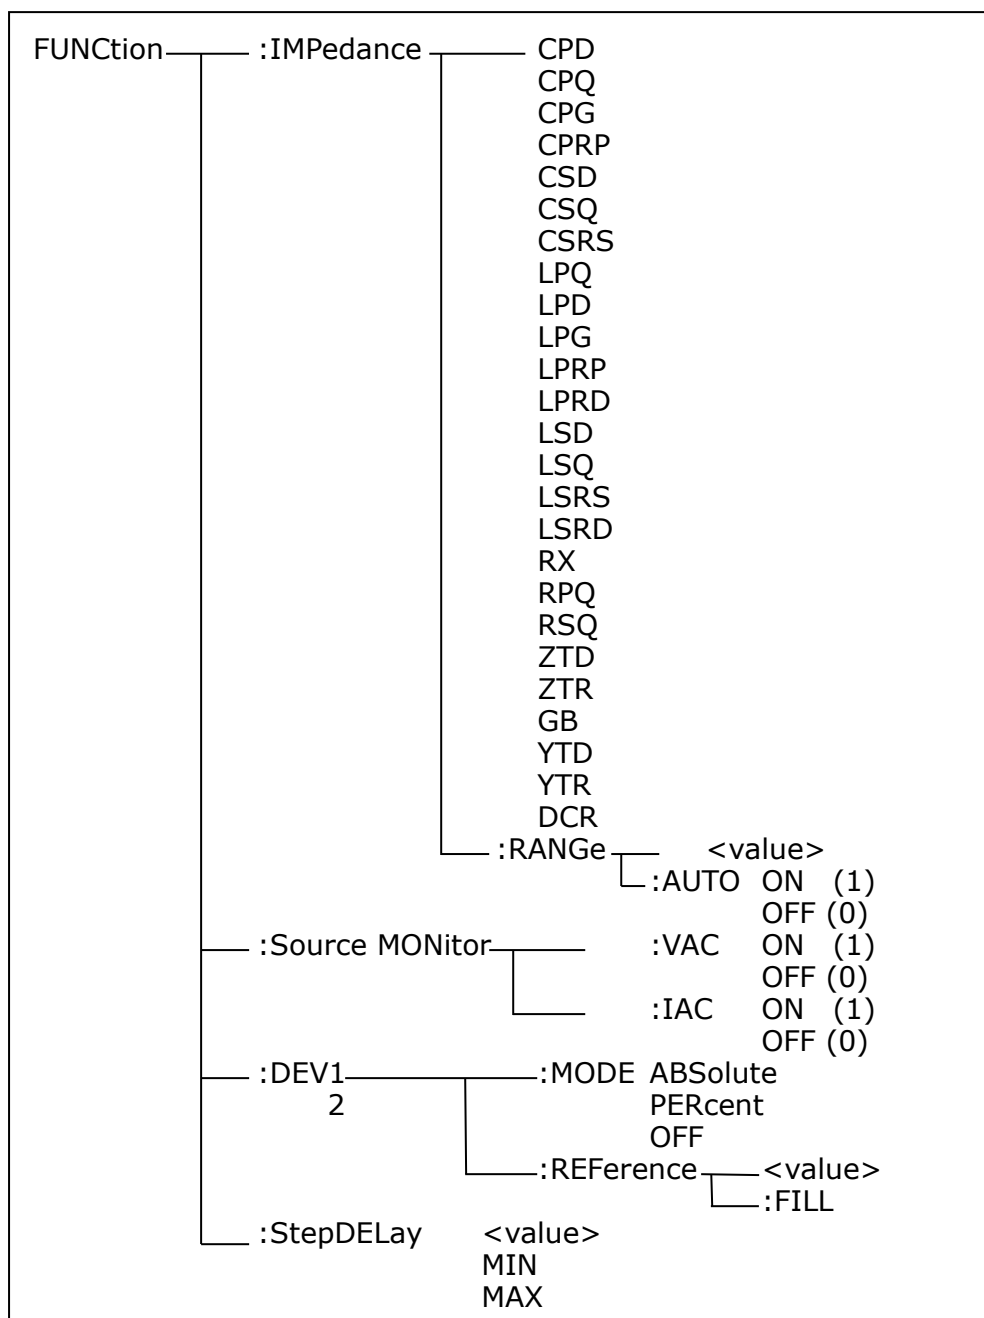 FUNCtion :IMPedance CPD
CPQ
CPG
CPRP
CSD
CSQ
CSRS
LPQ
LPD
LPG
LPRP
LPRD
LSD
LSQ
LSRS
LSRD
RX
RPQ
RSQ
ZTD
ZTR
GB
YTD
YTR
DCR
:RANGe <value>
:AUTO ON (1)
OFF (0)
:Source MONitor :VAC ON (1)
OFF (0)
:IAC ON (1)
OFF (0)
:DEV1 :MODE ABSolute
2 PERcent
OFF
:REFerence <value>
:FILL
:StepDELay <value>
MIN
MAX